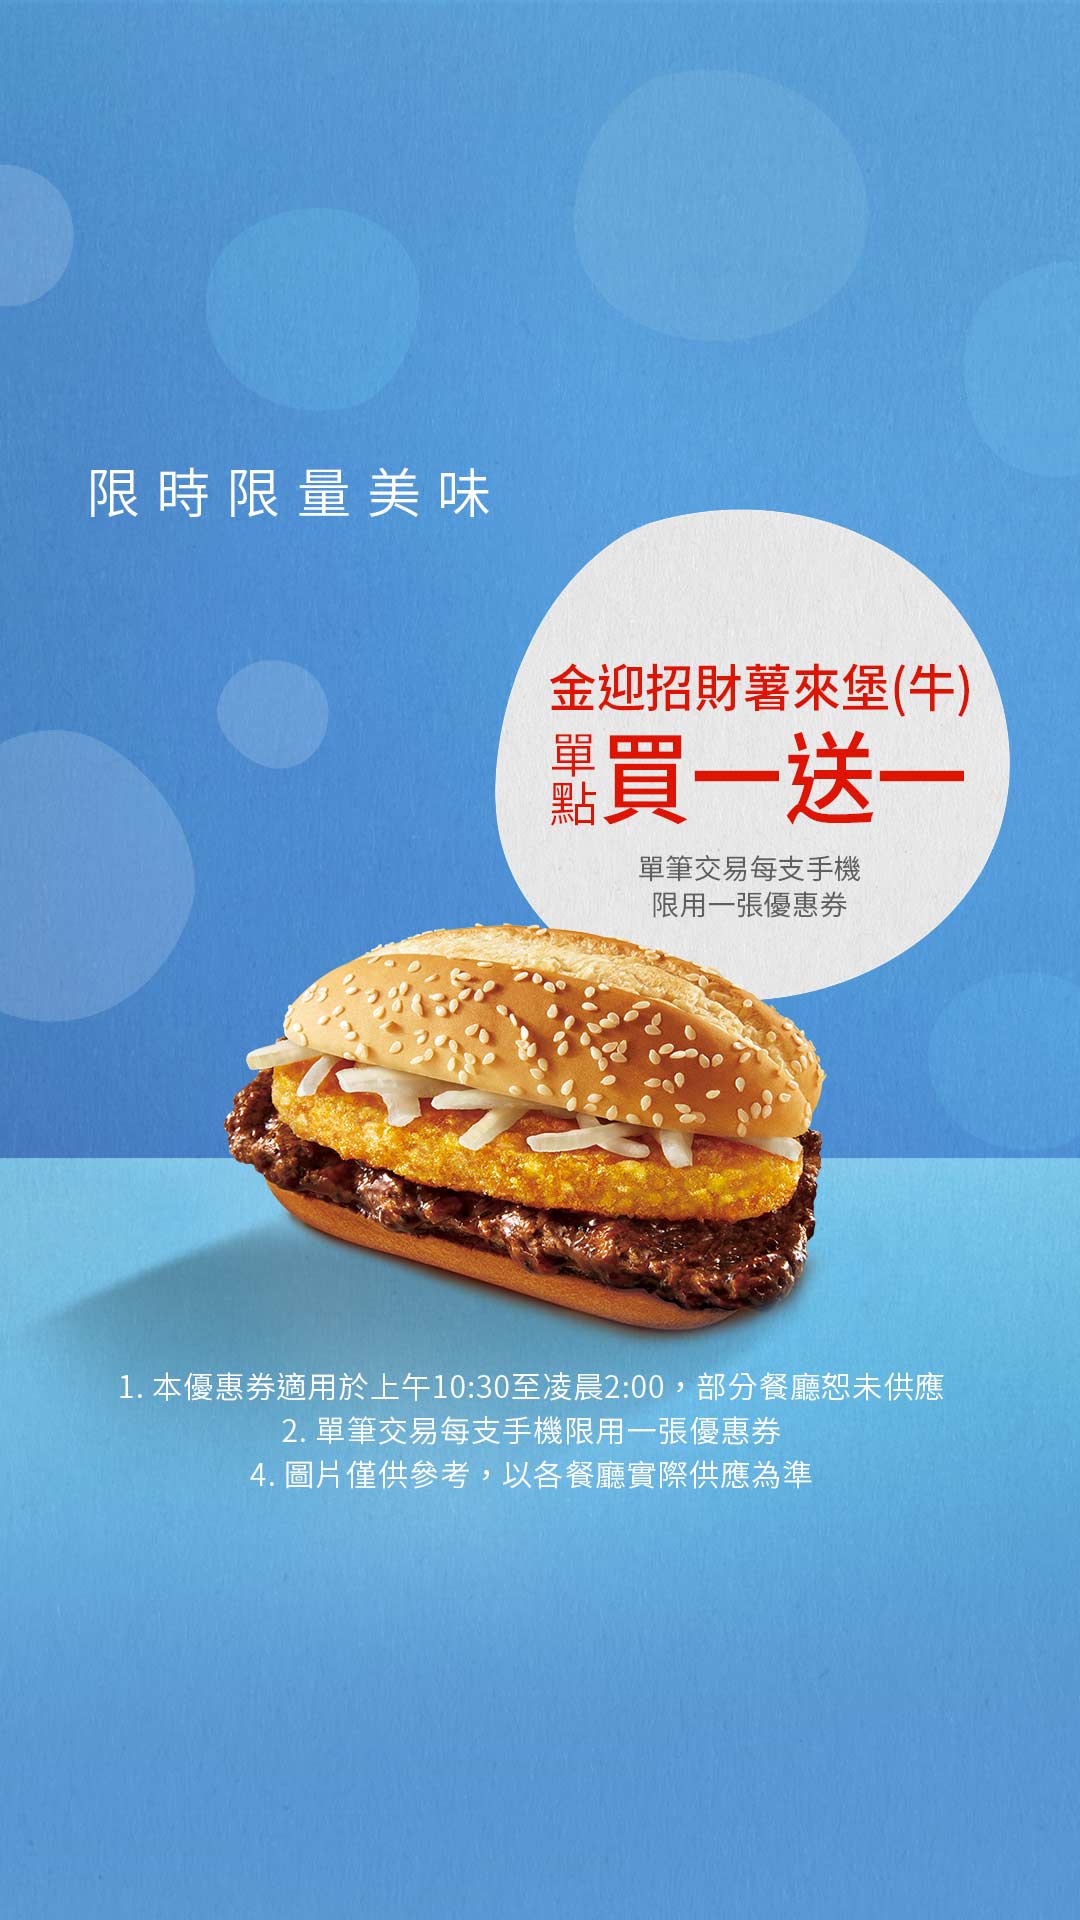 限時限量美味
金迎招財薯來堡(牛)
單點買一送一
單筆交易每支手機
限用一張優惠券
1. 本優惠券適用於上午10:30至凌晨2:00，部分餐廳恕未供應
2. 單筆交易每支手機限用一張優惠券
4. 圖片僅供參考，以各餐廳實際供應為準